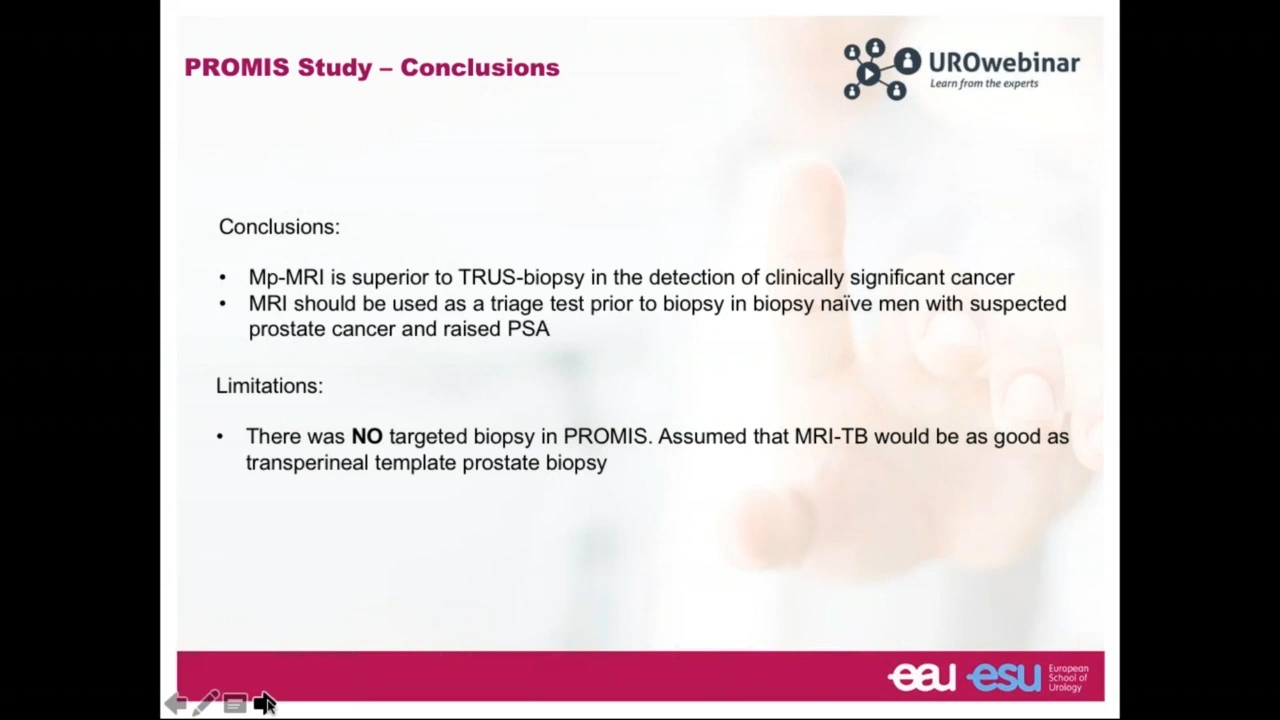 PROMIS Study – Conclusions
UROwebinar
Learn from the experts
Conclusions:
• Mp-MRI is superior to TRUS-biopsy in the detection of clinically significant cancer
• MRI should be used as a triage test prior to biopsy in biopsy naïve men with suspected
prostate cancer and raised PSA
Limitations:
• There was NO targeted biopsy in PROMIS. Assumed that MRI-TB would be as good as
transperineal template prostate biopsy
eau esu European
School of
Urology